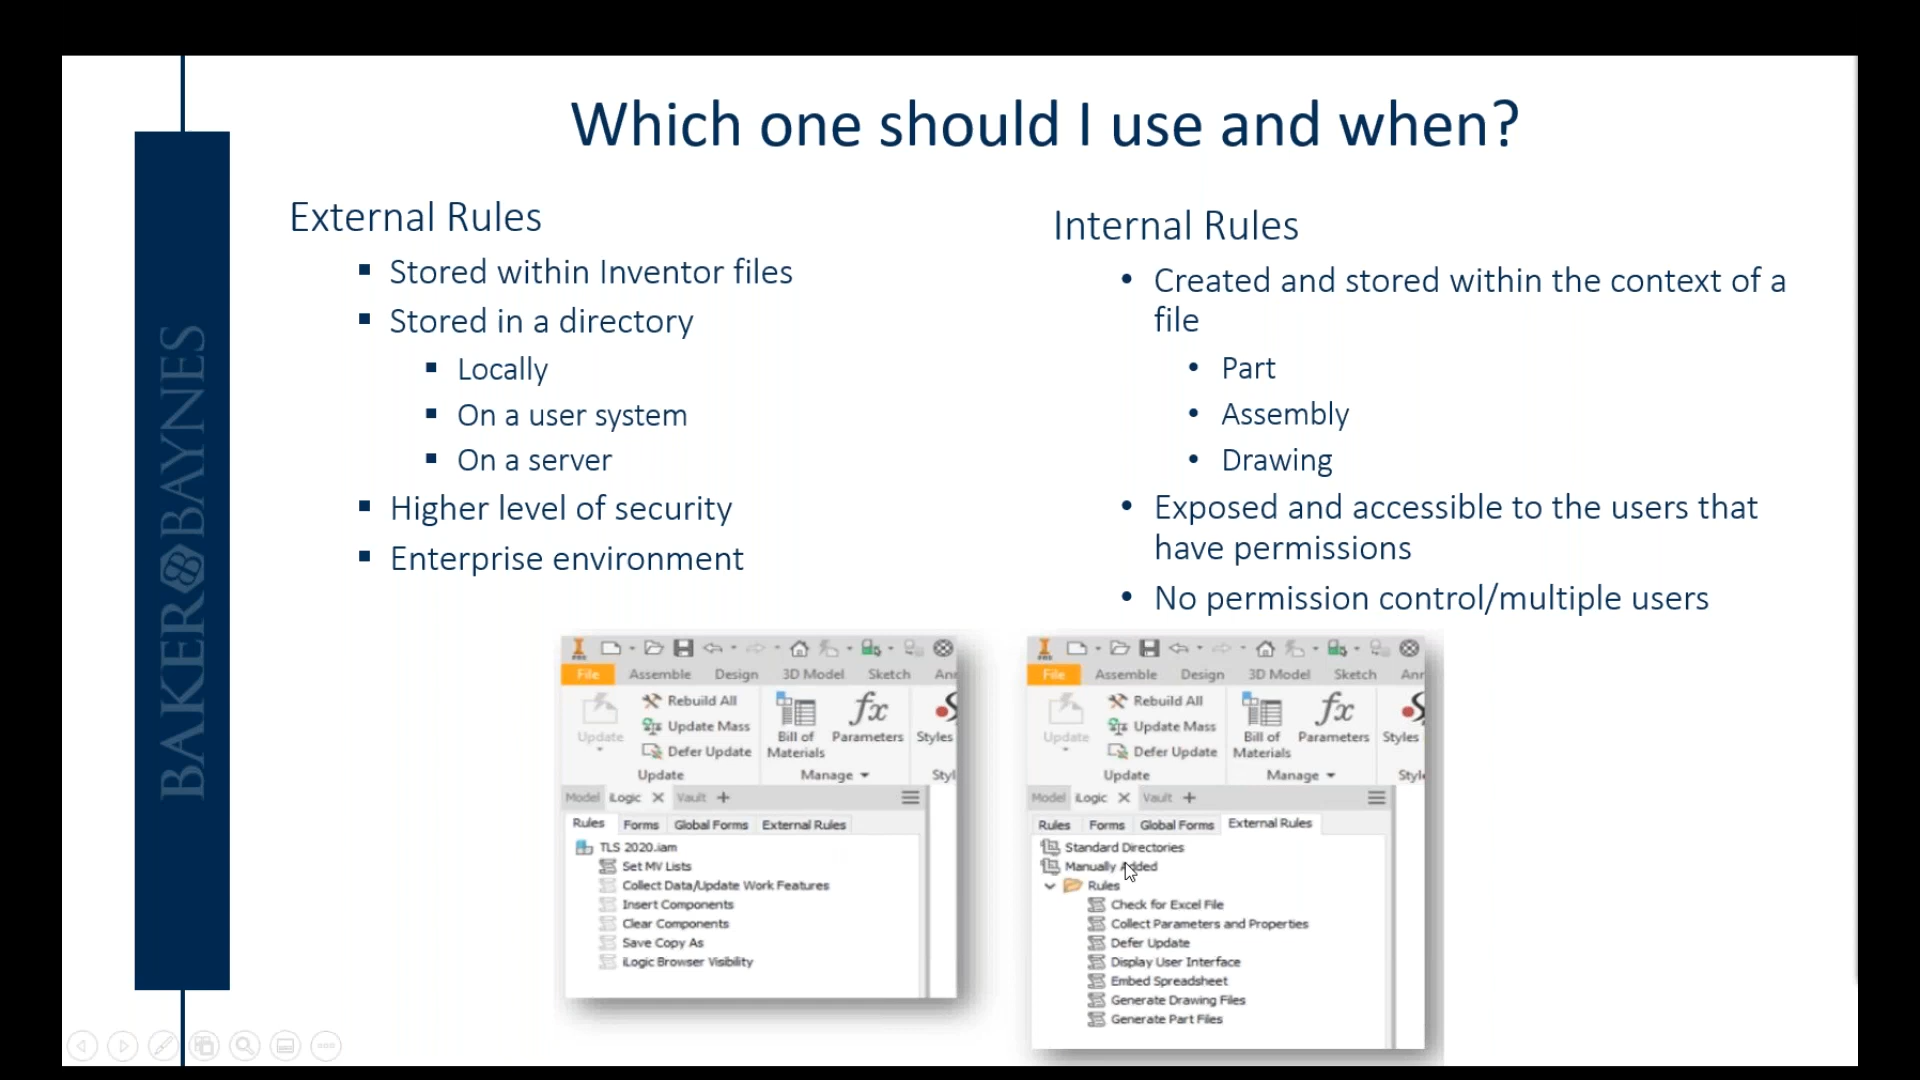 Which one should I use and when?
External Rules
Stored within Inventor files
Stored in a directory
Locally
On a user system
On a server
Higher level of security
Enterprise environment
Internal Rules
Created and stored within the context of a
file
Part
Assembly
Drawing
Exposed and accessible to the users that
have permissions
No permission control/multiple users
BAKER BAYNES
File Assemble Design 3D Model Sketch Ann
Update
Rebuild All
Update Mass
Defer Update
Update
Bill of
Materials
Parameters
Styles
Manage
Styl
Model iLogic Vault
Rules Forms Global Forms External Rules
TLS 2020.iam
Set MV Lists
Collect Data/Update Work Features
Insert Components
Clear Components
Save Copy As
iLogic Browser Visibility
File Assemble Design 3D Model Sketch Ann
Update
Rebuild All
Update Mass
Defer Update
Update
Bill of
Materials
Parameters
Styles
Manage
Styl
Model iLogic Vault
Rules Forms Global Forms External Rules
Standard Directories
Manually Added
Rules
Check for Excel File
Collect Parameters and Properties
Defer Update
Display User Interface
Embed Spreadsheet
Generate Drawing Files
Generate Part Files